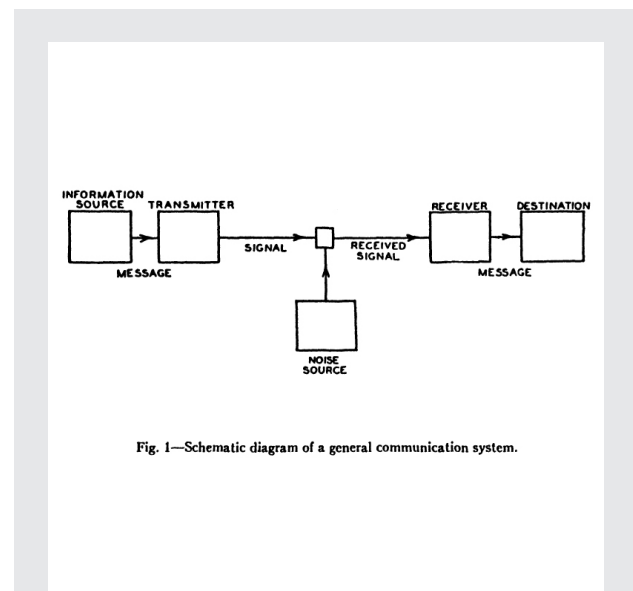 INFORMATION
SOURCE
TRANSMITTER
RECEIVER
DESTINATION
SIGNAL
RECEIVED
SIGNAL
MESSAGE
MESSAGE
NOISE
SOURCE
Fig. 1—Schematic diagram of a general communication system.